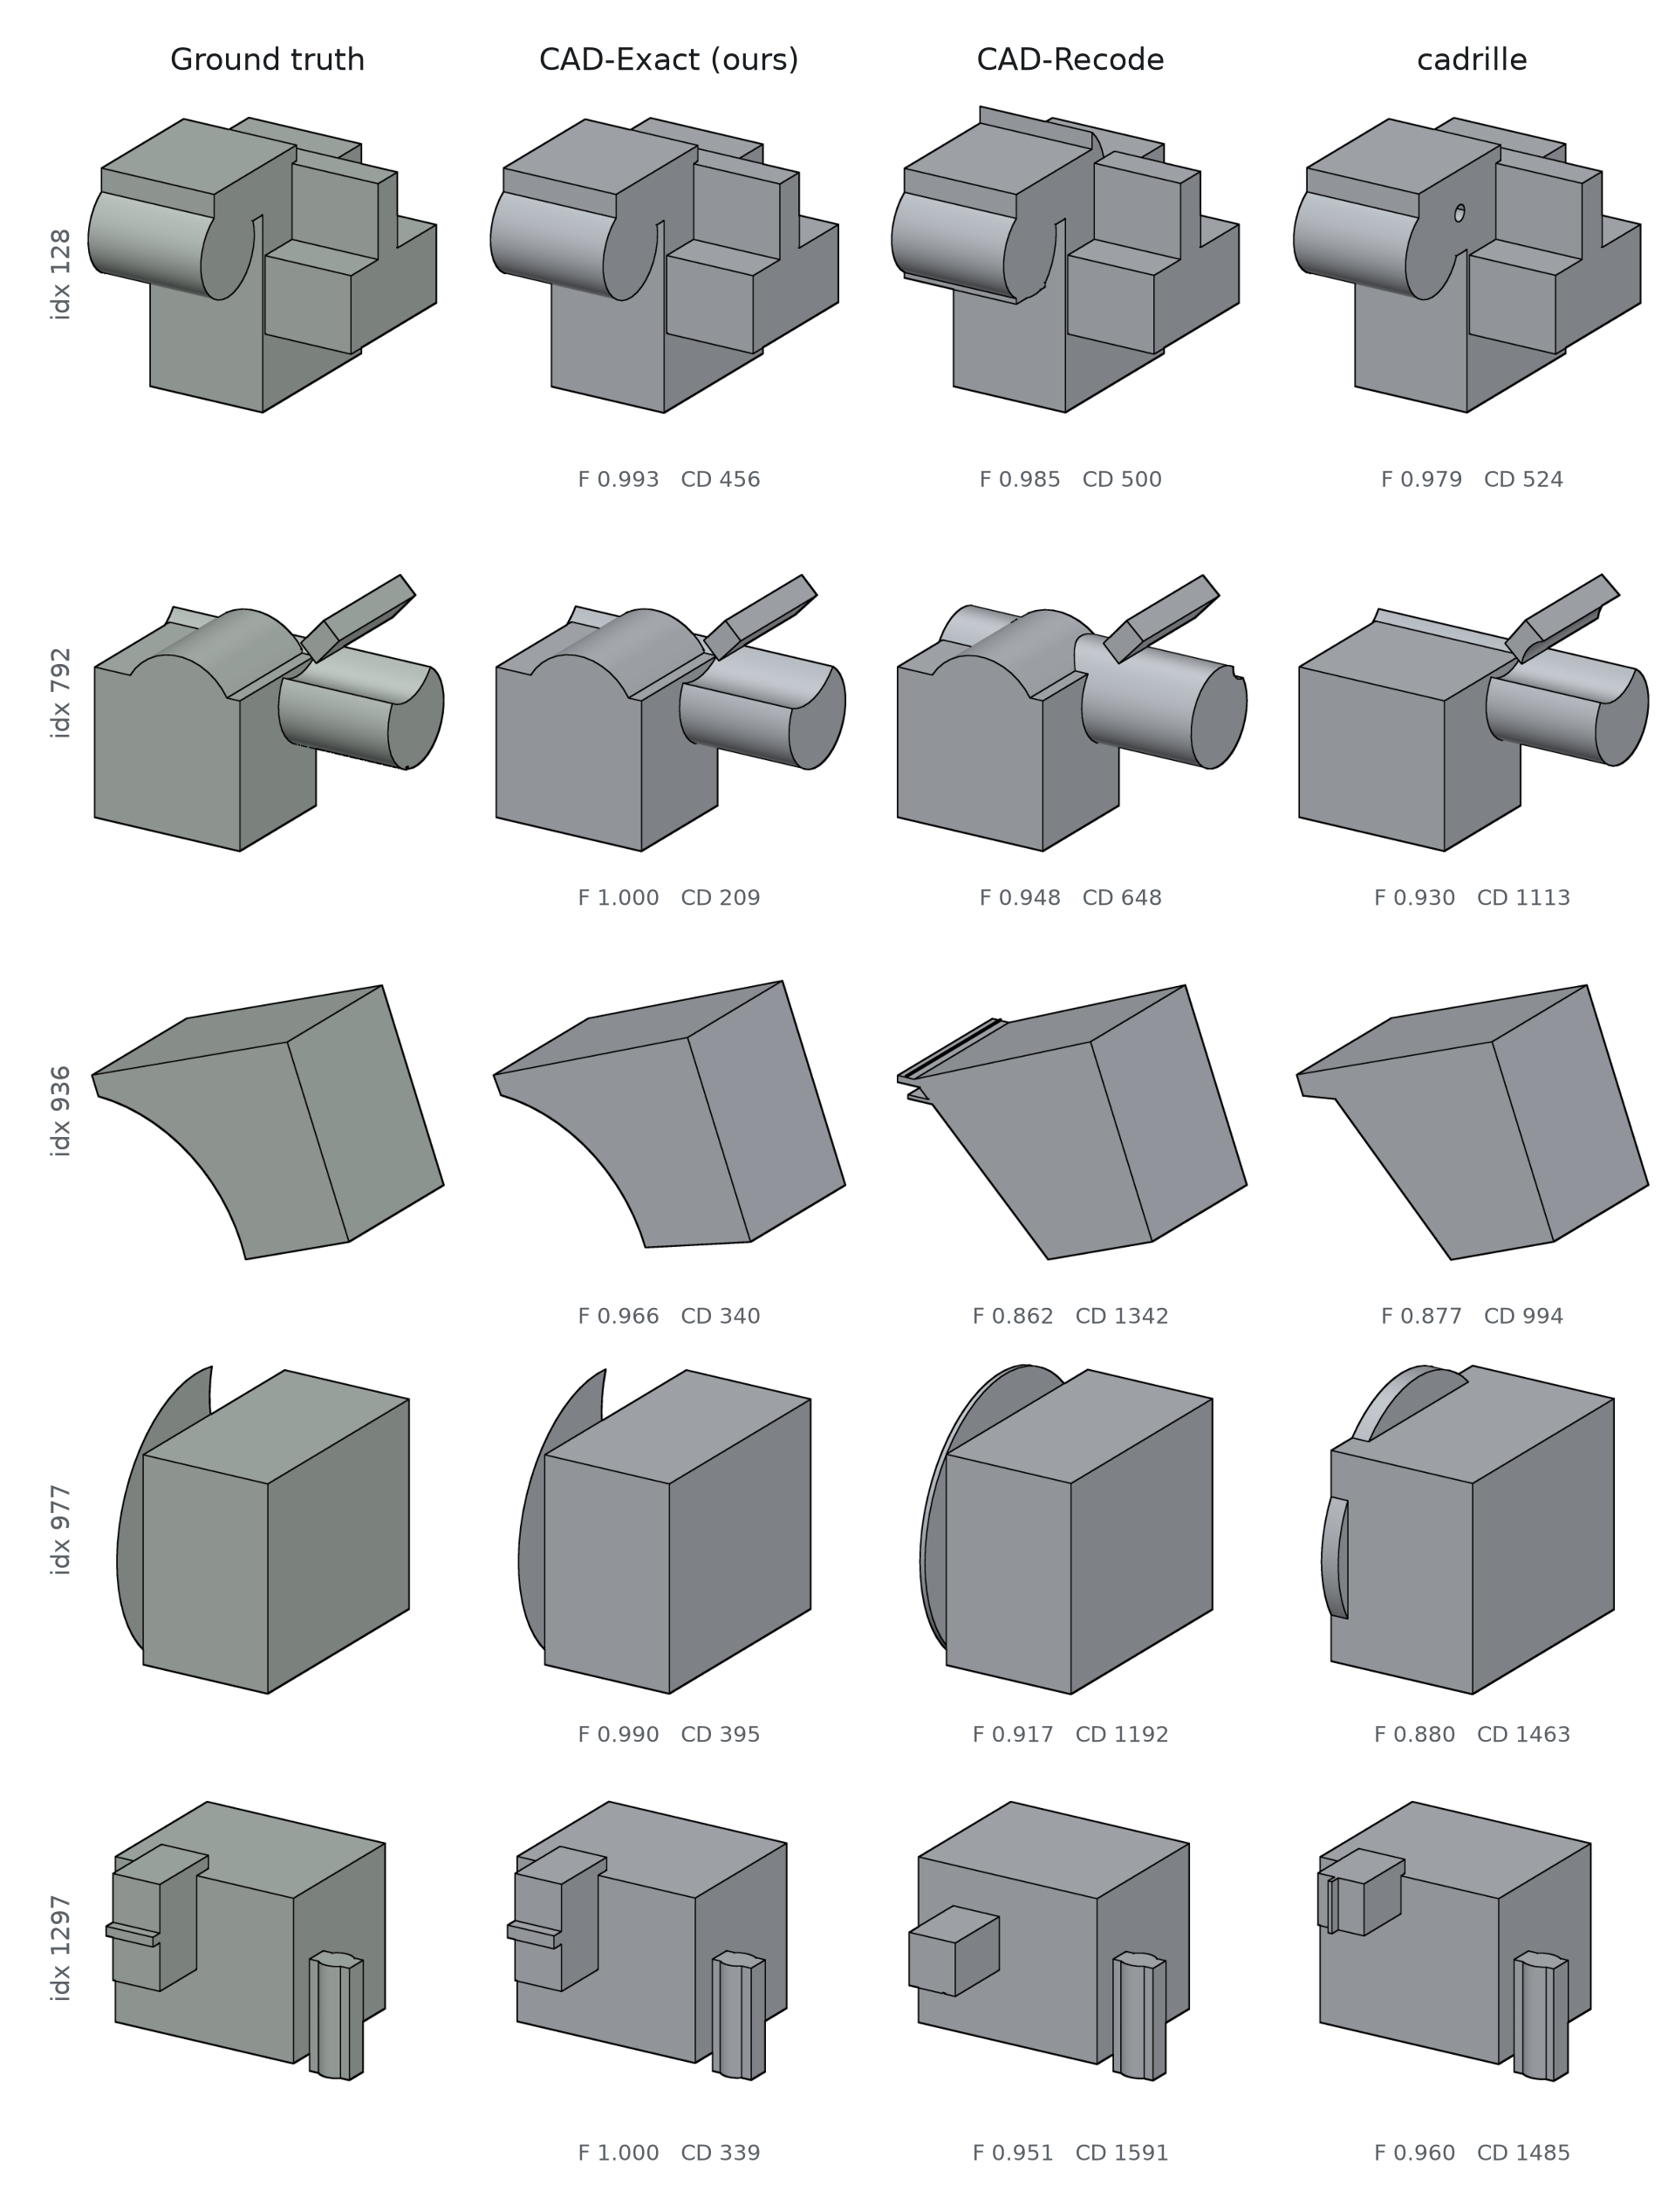 Ground truth CAD-Exact (ours) CAD-Recode cadrille
idx 128
F 0.993 CD 456 F 0.985 CD 500 F 0.979 CD 524
idx 792
F 1.000 CD 209 F 0.948 CD 648 F 0.930 CD 1113
idx 936
F 0.966 CD 340 F 0.862 CD 1342 F 0.877 CD 994
idx 977
F 0.990 CD 395 F 0.917 CD 1192 F 0.880 CD 1463
idx 1297
F 1.000 CD 339 F 0.951 CD 1591 F 0.960 CD 1485